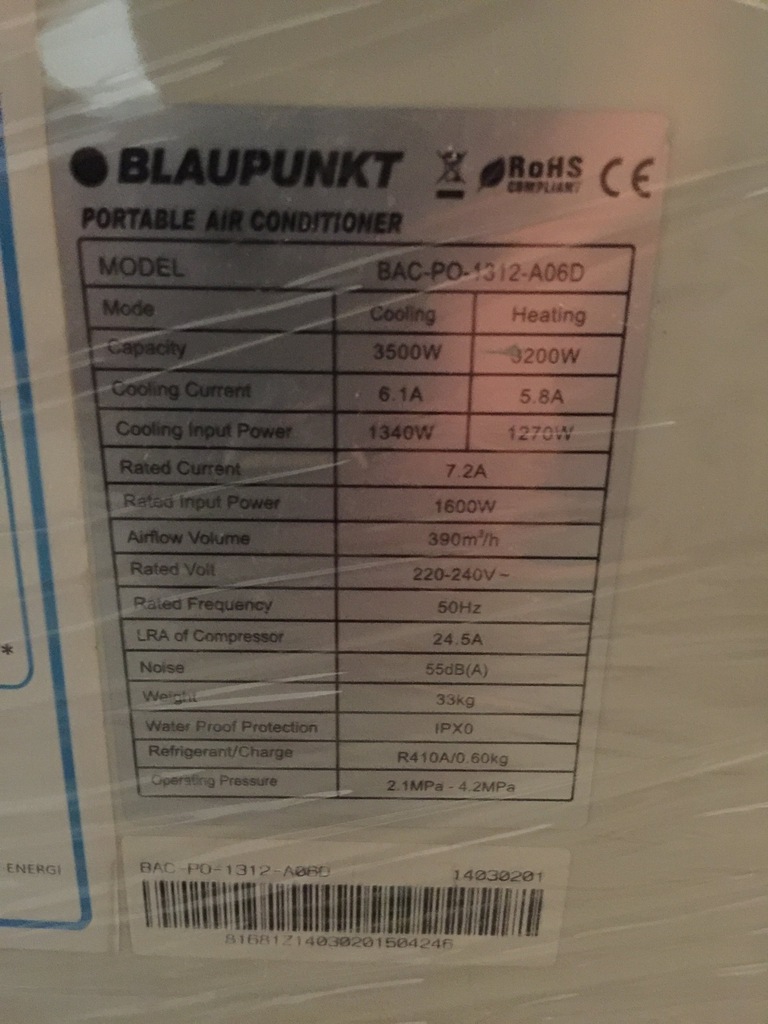 BLAUPUNKT RoHS COMPLIANT CE
PORTABLE AIR CONDITIONER
MODEL BAC-PO-1312-A06D
Mode Cooling Heating
Capacity 3500W 3200W
Cooling Current 6.1A 5.8A
Cooling Input Power 1340W 1270W
Rated Current 7.2A
Rated Input Power 1600W
Airflow Volume 390m³/h
Rated Volt 220-240V~
Rated Frequency 50Hz
LRA of Compressor 24.5A
Noise 55dB(A)
Weight 33kg
Water Proof Protection IPX0
Refrigerant/Charge R410A/0.60kg
Operating Pressure 2.1MPa - 4.2MPa
*
ENERGI
BAC-PO-1312-A06D 14030201
81681Z14030201504246